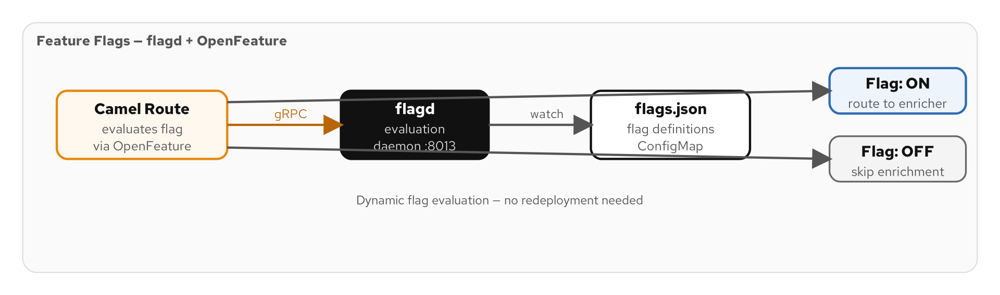 Feature Flags – flagd + OpenFeature
Camel Route
evaluates flag
via OpenFeature
gRPC
flagd
evaluation
daemon :8013
watch
flags.json
flag definitions
ConfigMap
Flag: ON
route to enricher
Flag: OFF
skip enrichment
Dynamic flag evaluation – no redeployment needed